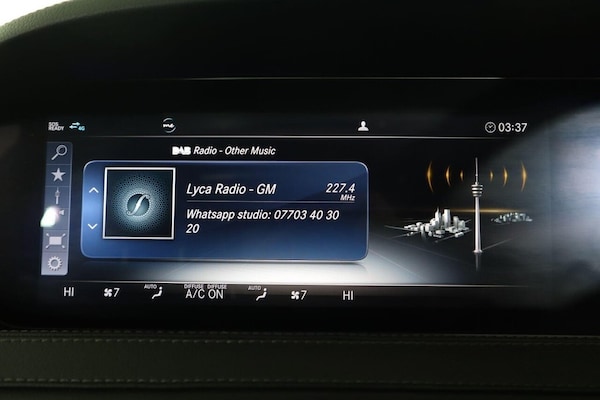 SOS READY 4G me 03:37
DAB Radio - Other Music
Lyca Radio - GM 227.4
MHz
Whatsapp studio: 07703 40 30
20
AUTO DIFFUSE DIFFUSE AUTO
HI 7 A/C ON 7 HI